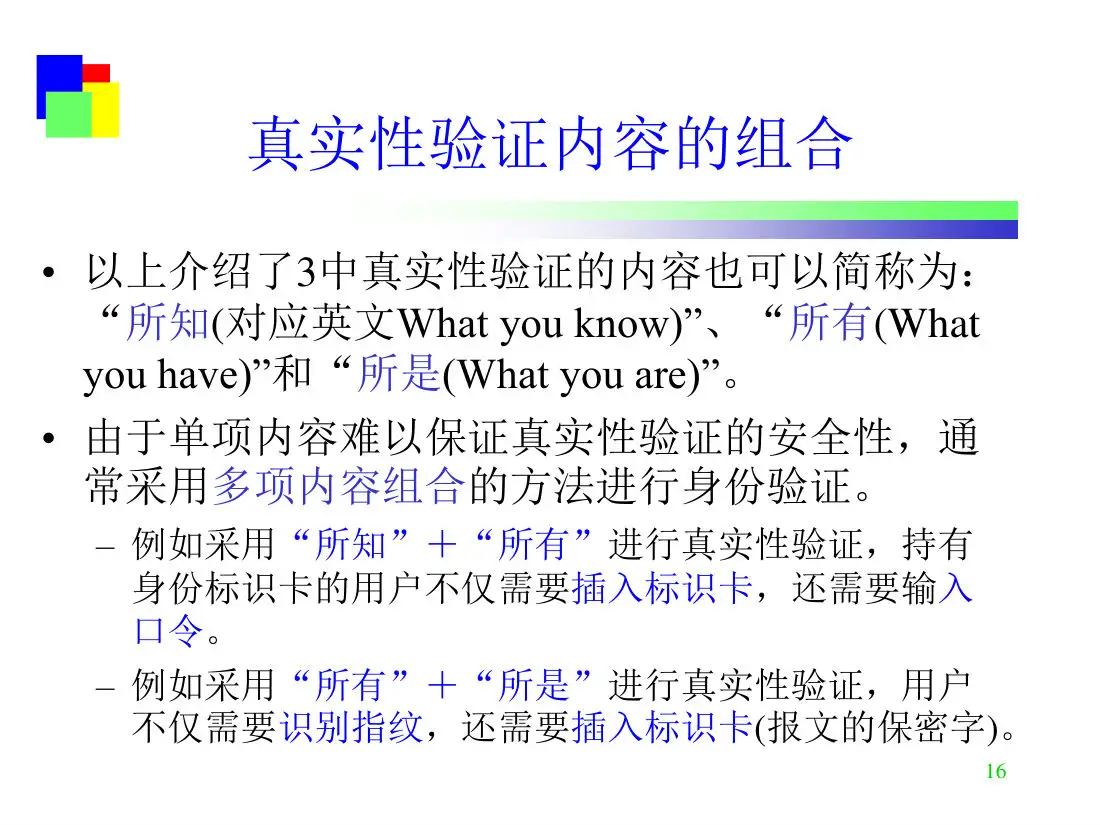 真实性验证内容的组合
• 以上介绍了3中真实性验证的内容也可以简称为：
“所知(对应英文What you know)”、“所有(What
you have)”和“所是(What you are)”。
• 由于单项内容难以保证真实性验证的安全性，通
常采用多项内容组合的方法进行身份验证。
– 例如采用“所知”＋“所有”进行真实性验证，持有
身份标识卡的用户不仅需要插入标识卡，还需要输入
口令。
– 例如采用“所有”＋“所是”进行真实性验证，用户
不仅需要识别指纹，还需要插入标识卡(报文的保密字)。
16